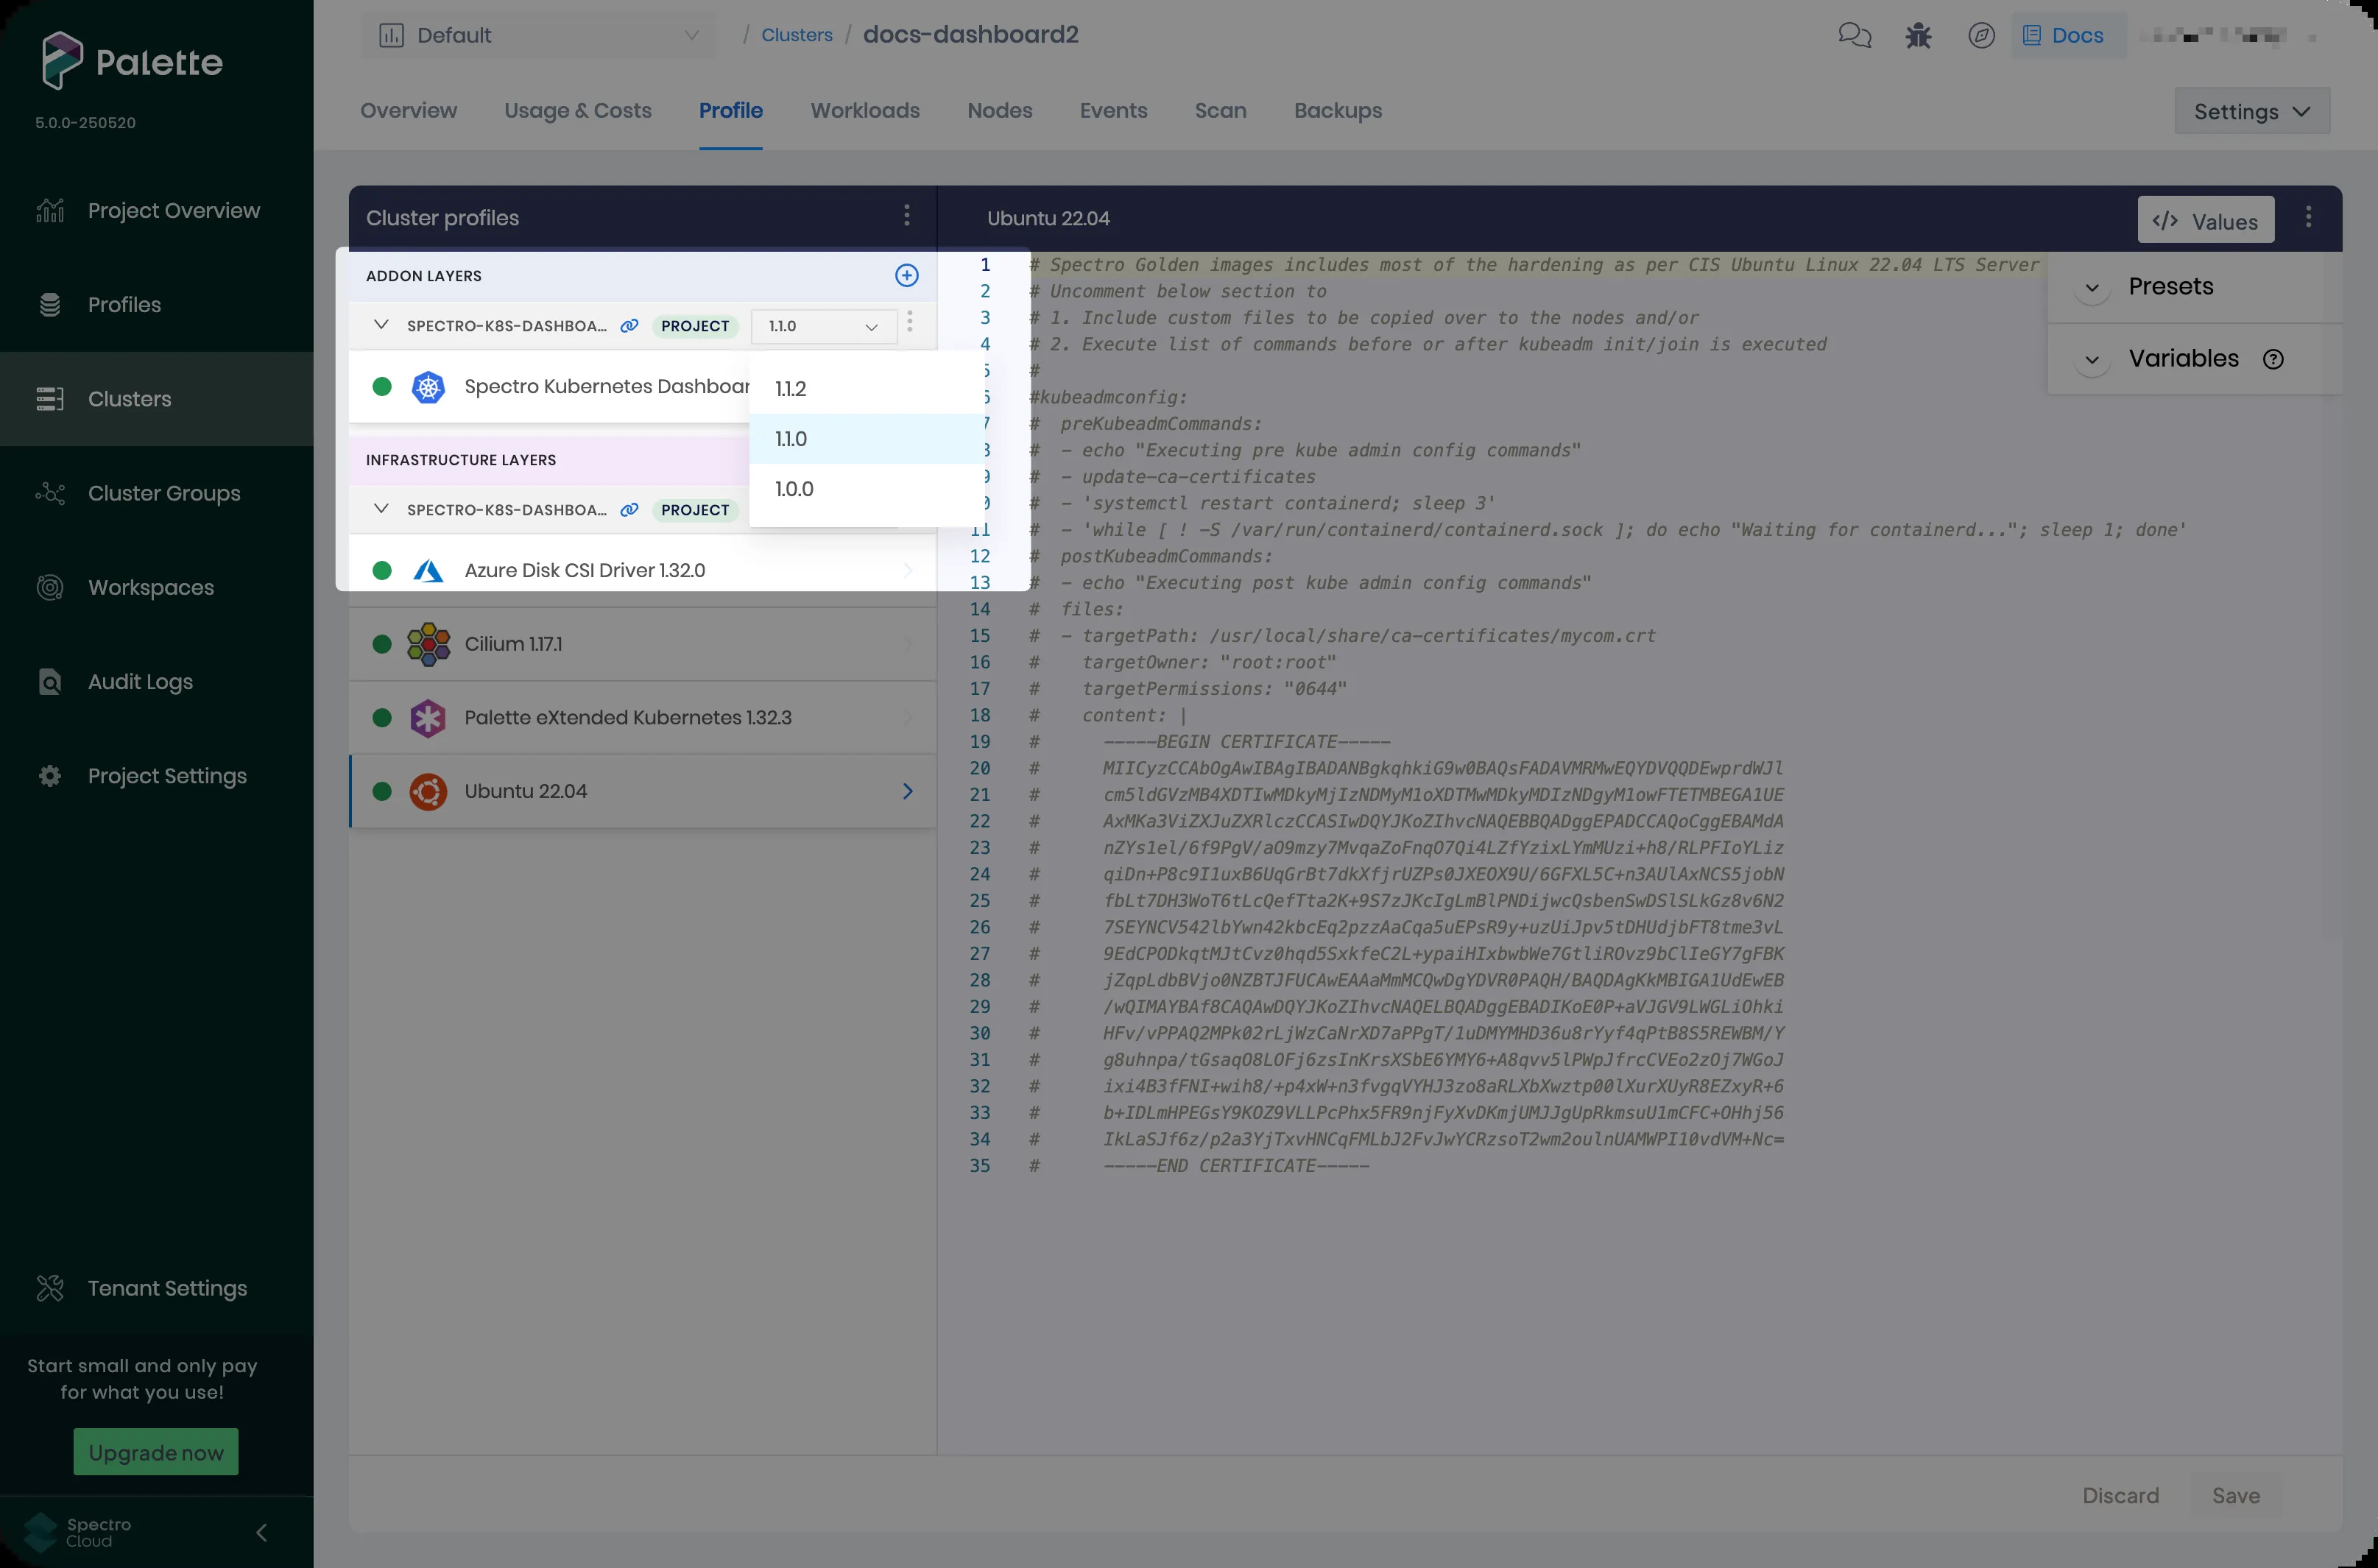 Palette
5.0.0-250520
Project Overview
Profiles
Clusters
Cluster Groups
Workspaces
Audit Logs
Project Settings
Tenant Settings
Start small and only pay
for what you use!
Upgrade now
Spectro
Cloud
Default
/ Clusters / docs-dashboard2
Docs
Overview
Usage & Costs
Profile
Workloads
Nodes
Events
Scan
Backups
Settings
Cluster profiles
ADDON LAYERS
SPECTRO-K8S-DASHBOA... PROJECT 1.1.0
Spectro Kubernetes Dashboar
1.1.2
1.1.0
1.0.0
INFRASTRUCTURE LAYERS
SPECTRO-K8S-DASHBOA... PROJECT
Azure Disk CSI Driver 1.32.0
Cilium 1.17.1
Palette eXtended Kubernetes 1.32.3
Ubuntu 22.04
Ubuntu 22.04
</> Values
Presets
Variables
1 # Spectro Golden images includes most of the hardening as per CIS Ubuntu Linux 22.04 LTS Server
2 # Uncomment below section to
3 # 1. Include custom files to be copied over to the nodes and/or
4 # 2. Execute list of commands before or after kubeadm init/join is executed
5 #
6 #kubeadmconfig:
7 #  preKubeadmCommands:
8 #  - echo "Executing pre kube admin config commands"
9 #  - update-ca-certificates
0 #  - 'systemctl restart containerd; sleep 3'
11 #  - 'while [ ! -S /var/run/containerd/containerd.sock ]; do echo "Waiting for containerd..."; sleep 1; done'
12 #  postKubeadmCommands:
13 #  - echo "Executing post kube admin config commands"
14 #  files:
15 #  - targetPath: /usr/local/share/ca-certificates/mycom.crt
16 #    targetOwner: "root:root"
17 #    targetPermissions: "0644"
18 #    content: |
19 #      -----BEGIN CERTIFICATE-----
20 #      MIICyzCCAbOgAwIBAgIBADANBgkqhkiG9w0BAQsFADAVMRMwEQYDVQQDEwprdWJl
21 #      cm5ldGVzMB4XDTIwMDkyMjIzNDMyM1oXDTMwMDkyMDIzNDgyM1owFTETMBEGA1UE
22 #      AxMKa3ViZXJuZXRlczCCASIwDQYJKoZIhvcNAQEBBQADggEPADCCAQoCggEBAMdA
23 #      nZYs1el/6f9PgV/aO9mzy7MvqaZoFnqO7Qi4LZfYzixLYmMUzi+h8/RLPFIoYLiz
24 #      qiDn+P8c9I1uxB6UqGrBt7dkXfjrUZPs0JXEOX9U/6GFXL5C+n3AUlAxNCS5jobN
25 #      fbLt7DH3WoT6tLcQefTta2K+9S7zJKcIgLmBlPNDijwcQsbenSwDSlSLkGz8v6N2
26 #      7SEYNCV542lbYwn42kbcEq2pzzAaCqa5uEPsR9y+uzUiJpv5tDHUdjbFT8tme3vL
27 #      9EdCPODkqtMJtCvz0hqd5SxkfeC2L+ypaiHIxbwbWe7GtliROvz9bClIeGY7gFBK
28 #      jZqpLdbBVjo0NZBTJFUCAwEAAaMmMCQwDgYDVR0PAQH/BAQDAgKkMBIGA1UdEwEB
29 #      /wQIMAYBAf8CAQAwDQYJKoZIhvcNAQELBQADggEBADIKoE0P+aVJGV9LWGLiOhki
30 #      HFv/vPPAQ2MPk02rLjWzCaNrXD7aPPgT/1uDMYMHD36u8rYyf4qPtB8S5REWBM/Y
31 #      g8uhnpa/tGsaqO8LOFj6zsInKrsXSbE6YMY6+A8qvv5lPWpJfrcCVEo2zOj7WGoJ
32 #      ixi4B3fFNI+wih8/+p4xW+n3fvgqVYHJ3zo8aRLXbXwztp00lXurXUyR8EZxyR+6
33 #      b+IDLmHPEGsY9KOZ9VLLPcPhx5FR9njFyXvDKmjUMJJgUpRkmsuU1mCFC+OHhj56
34 #      IkLaSJf6z/p2a3YjTxvHNCqFMLbJ2FvJwYCRzsoT2wm2oulnUAMWPI10vdVM+Nc=
35 #      -----END CERTIFICATE-----
Discard
Save